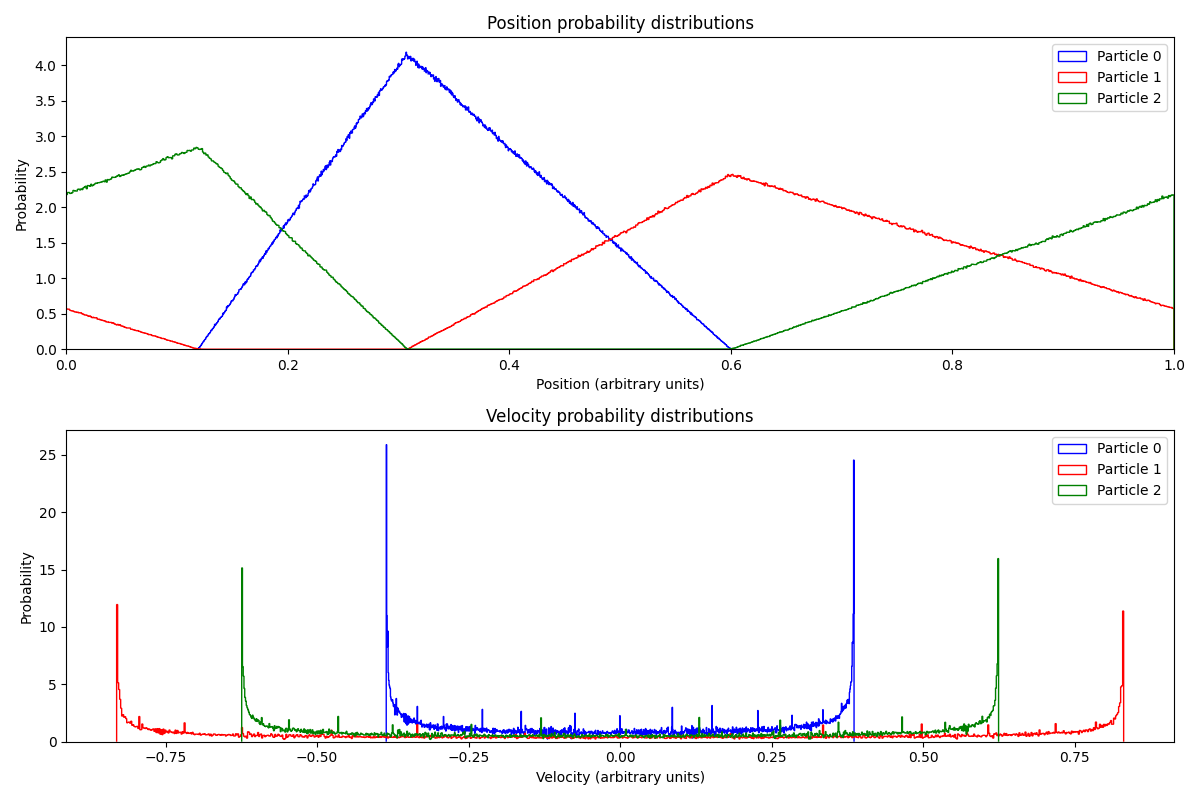 Position probability distributions
Probability
4.0
3.5
3.0
2.5
2.0
1.5
1.0
0.5
0.0
Particle 0
Particle 1
Particle 2
0.0 0.2 0.4 0.6 0.8 1.0
Position (arbitrary units)
Velocity probability distributions
Probability
25
20
15
10
5
0
Particle 0
Particle 1
Particle 2
−0.75 −0.50 −0.25 0.00 0.25 0.50 0.75
Velocity (arbitrary units)